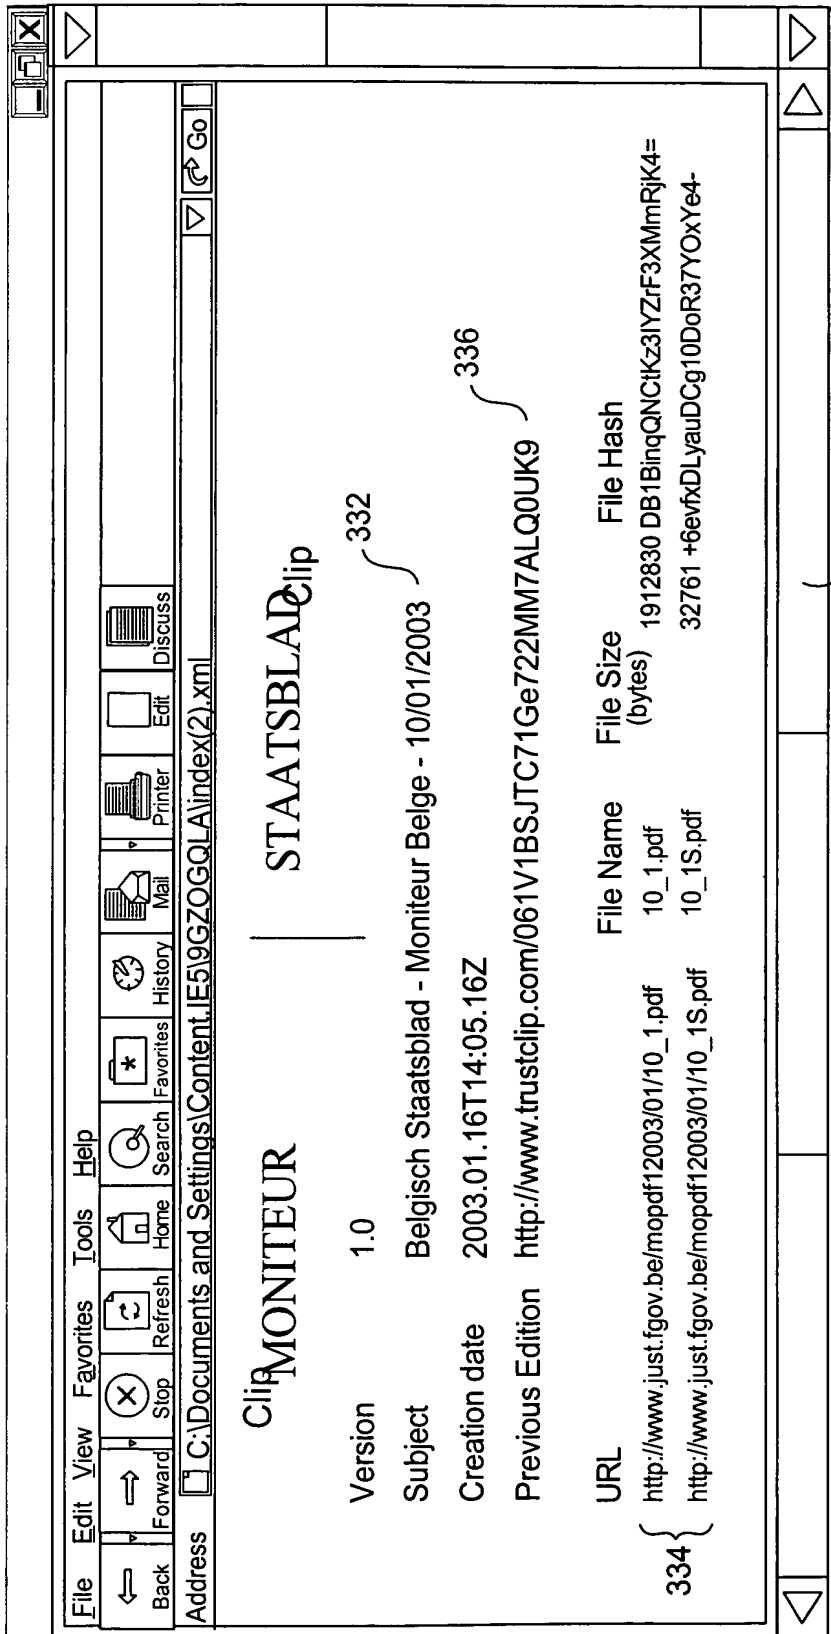 File Edit View Favorites Tools Help
Back Forward Stop Refresh Home Search Favorites History Mail Printer Edit Discuss
Address C:\Documents and Settings\Content.IE5\9GZOGQLA\index(2).xml Go
Clip MONITEUR STAATSBLAD Clip
Version 1.0
332
Subject Belgisch Staatsblad - Moniteur Belge - 10/01/2003
Creation date 2003.01.16T14:05.16Z
336
Previous Edition http://www.trustclip.com/061V1BSJTC71Ge722MM7ALQ0UK9
URL File Name File Size (bytes) File Hash
http://www.just.fgov.be/mopdf12003/01/10_1.pdf 10_1.pdf 1912830 DB1BinqQNCtKz3IYZrF3XMmRjK4=
334
http://www.just.fgov.be/mopdf12003/01/10_1S.pdf 10_1S.pdf 32761 +6evfxDLyauDCg10DoR37YOxYe4-